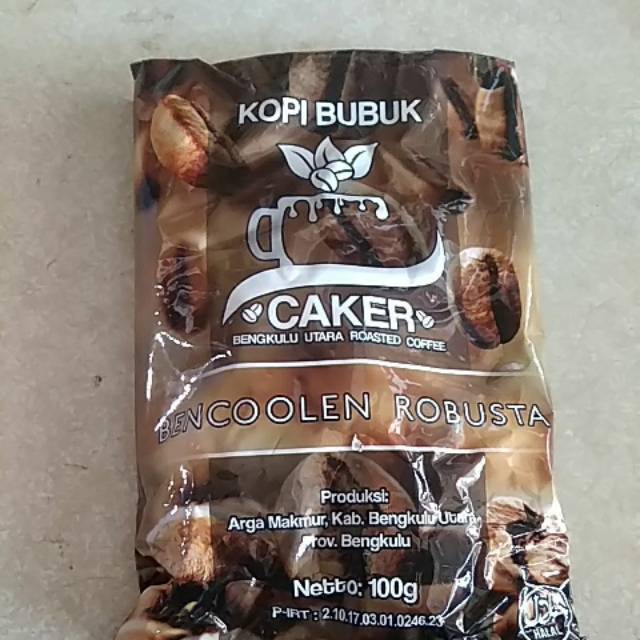 KOPI BUBUK
CAKER
BENGKULU UTARA ROASTED COFFEE
BENCOOLEN ROBUSTA
Produksi:
Arga Makmur, Kab. Bengkulu Utara
Prov. Bengkulu
Netto: 100g
P-IRT : 2.10.17.03.01.0246.23
HALAL